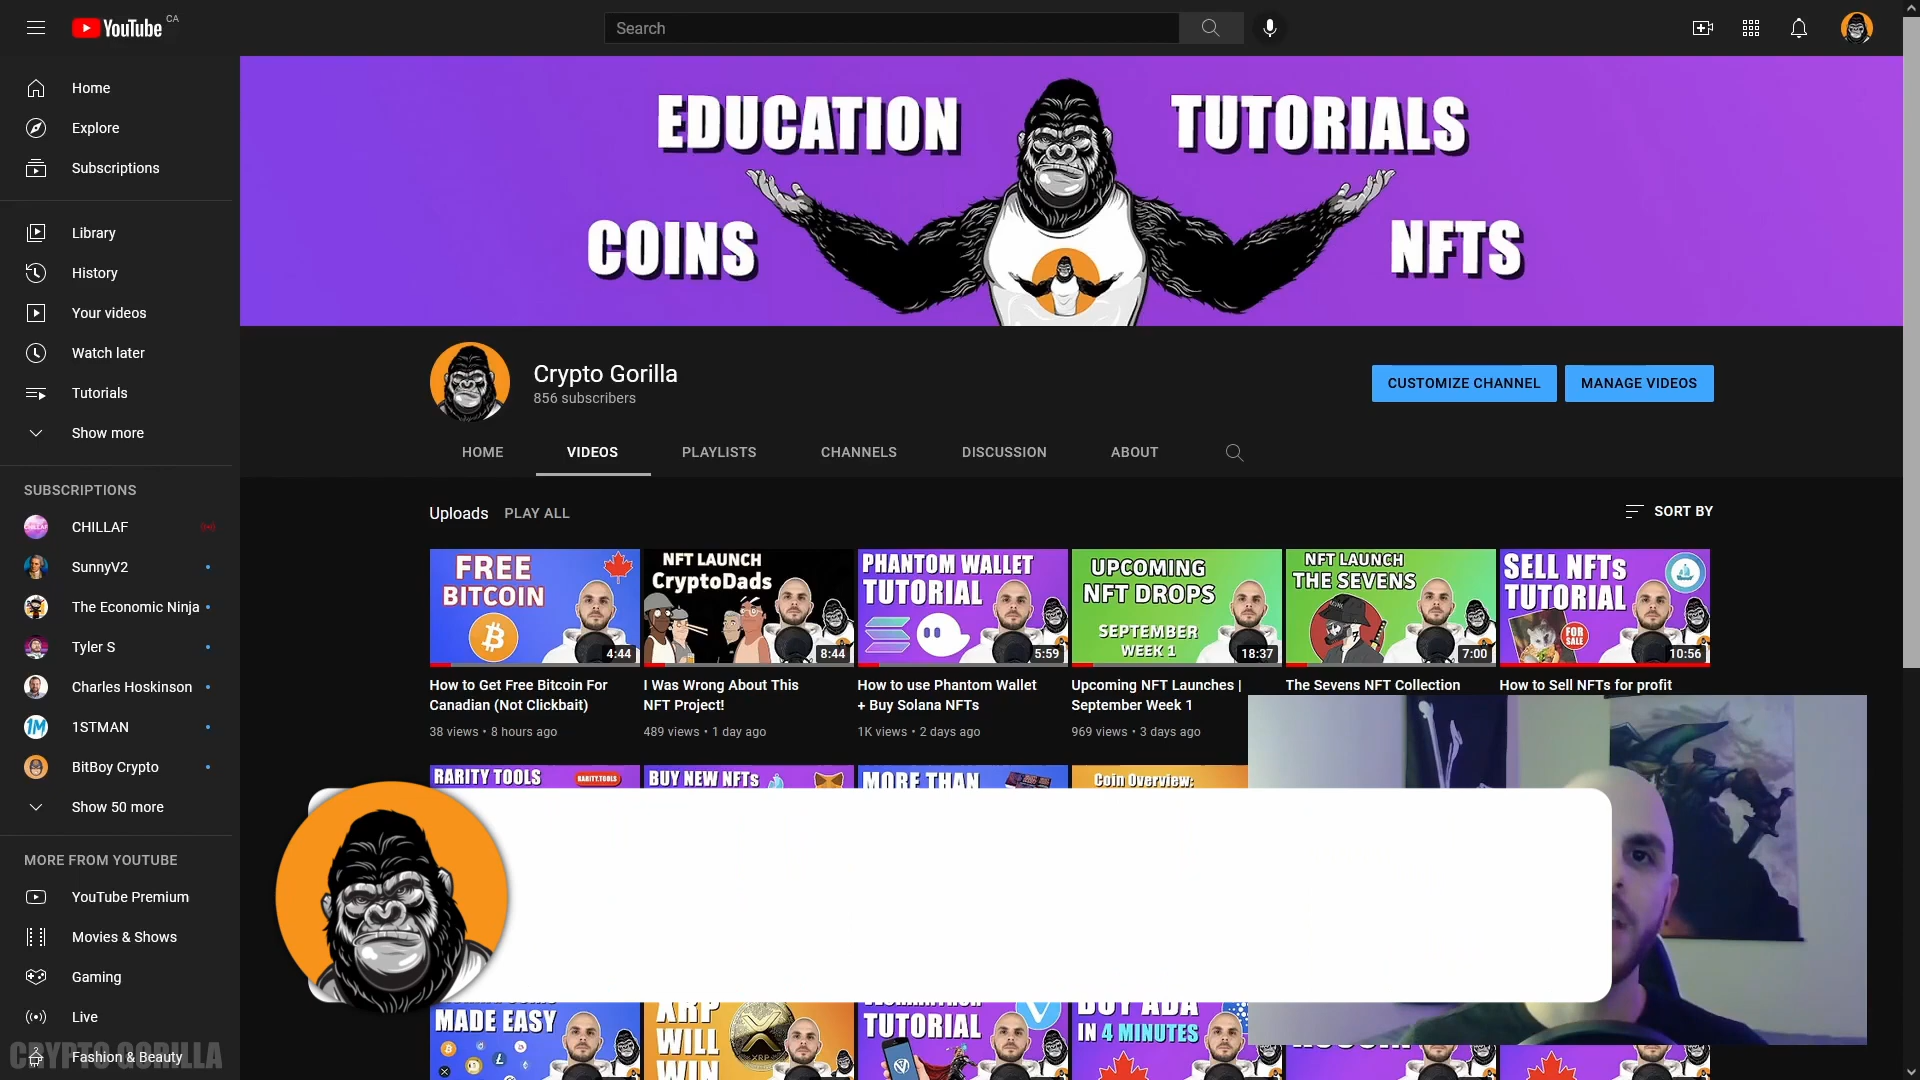 YouTube CA
Search
Home
Explore
Subscriptions
Library
History
Your videos
Watch later
Tutorials
Show more
SUBSCRIPTIONS
CHILLAF
SunnyV2
The Economic Ninja
Tyler S
Charles Hoskinson
1STMAN
BitBoy Crypto
Show 50 more
MORE FROM YOUTUBE
YouTube Premium
Movies & Shows
Gaming
Live
Fashion & Beauty
CRYPTO GORILLA
EDUCATION
TUTORIALS
COINS
NFTS
Crypto Gorilla
856 subscribers
CUSTOMIZE CHANNEL
MANAGE VIDEOS
HOME
VIDEOS
PLAYLISTS
CHANNELS
DISCUSSION
ABOUT
Uploads PLAY ALL
SORT BY
FREE
BITCOIN
4:44
How to Get Free Bitcoin For
Canadian (Not Clickbait)
38 views • 8 hours ago
NFT LAUNCH
CryptoDads
8:44
I Was Wrong About This
NFT Project!
489 views • 1 day ago
PHANTOM WALLET
TUTORIAL
5:59
How to use Phantom Wallet
+ Buy Solana NFTs
1K views • 2 days ago
UPCOMING
NFT DROPS
SEPTEMBER
WEEK 1
18:37
Upcoming NFT Launches |
September Week 1
969 views • 3 days ago
NFT LAUNCH
THE SEVENS
7:00
The Sevens NFT Collection
SELL NFTs
TUTORIAL
FOR
SALE
10:56
How to Sell NFTs for profit
RARITY TOOLS
RARITY.TOOLS
BUY NEW NFTs
MORE THAN
Coin Overview:
MADE EASY
XRP
WILL
WIN
XRP
TUTORIAL
BUY ADA
IN 4 MINUTES